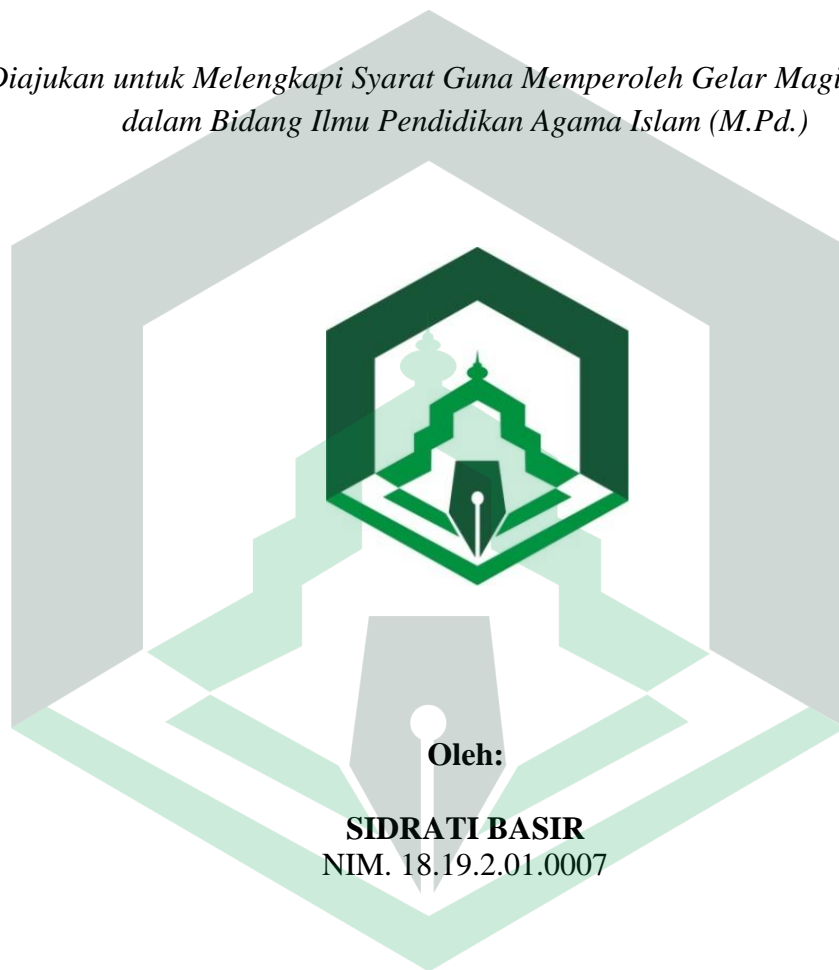 Diajukan untuk Melengkapi Syarat Guna Memperoleh Gelar
dalam Bidang Ilmu Pendidikan Agama Islam (M.Pd.)
Oleh:
SIDRATI BASIR
NIM. 18.19.2.01.0007